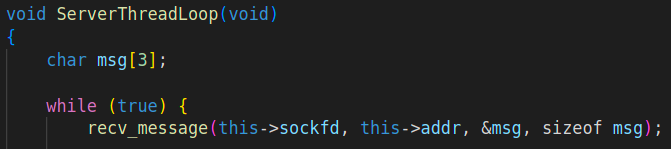 void ServerThreadLoop(void)
{
char msg[3];
while (true) {
recv_message(this->sockfd, this->addr, &msg, sizeof msg);